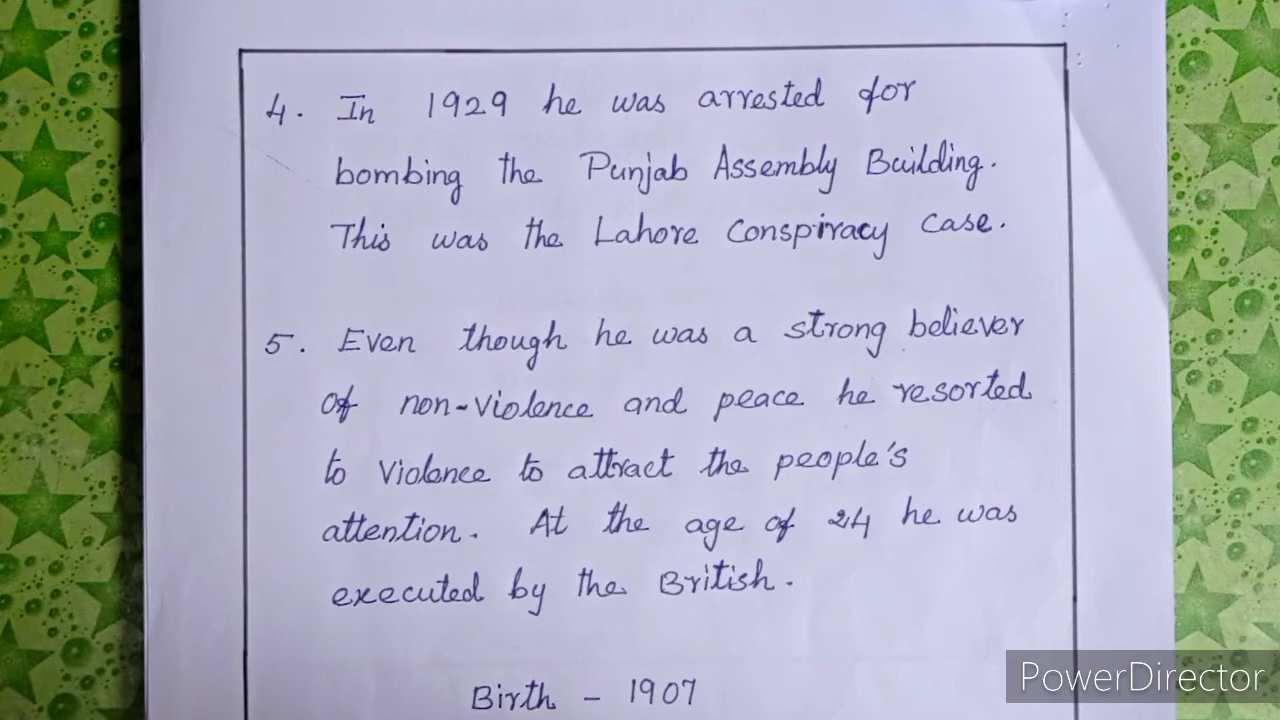 4. In 1929 he was arrested for
bombing the Punjab Assembly Building.
This was the Lahore Conspiracy Case.
5. Even though he was a strong believer
of non-violence and peace he resorted
to violence to attract the people's
attention. At the age of 24 he was
executed by the British.
Birth - 1907
PowerDirector